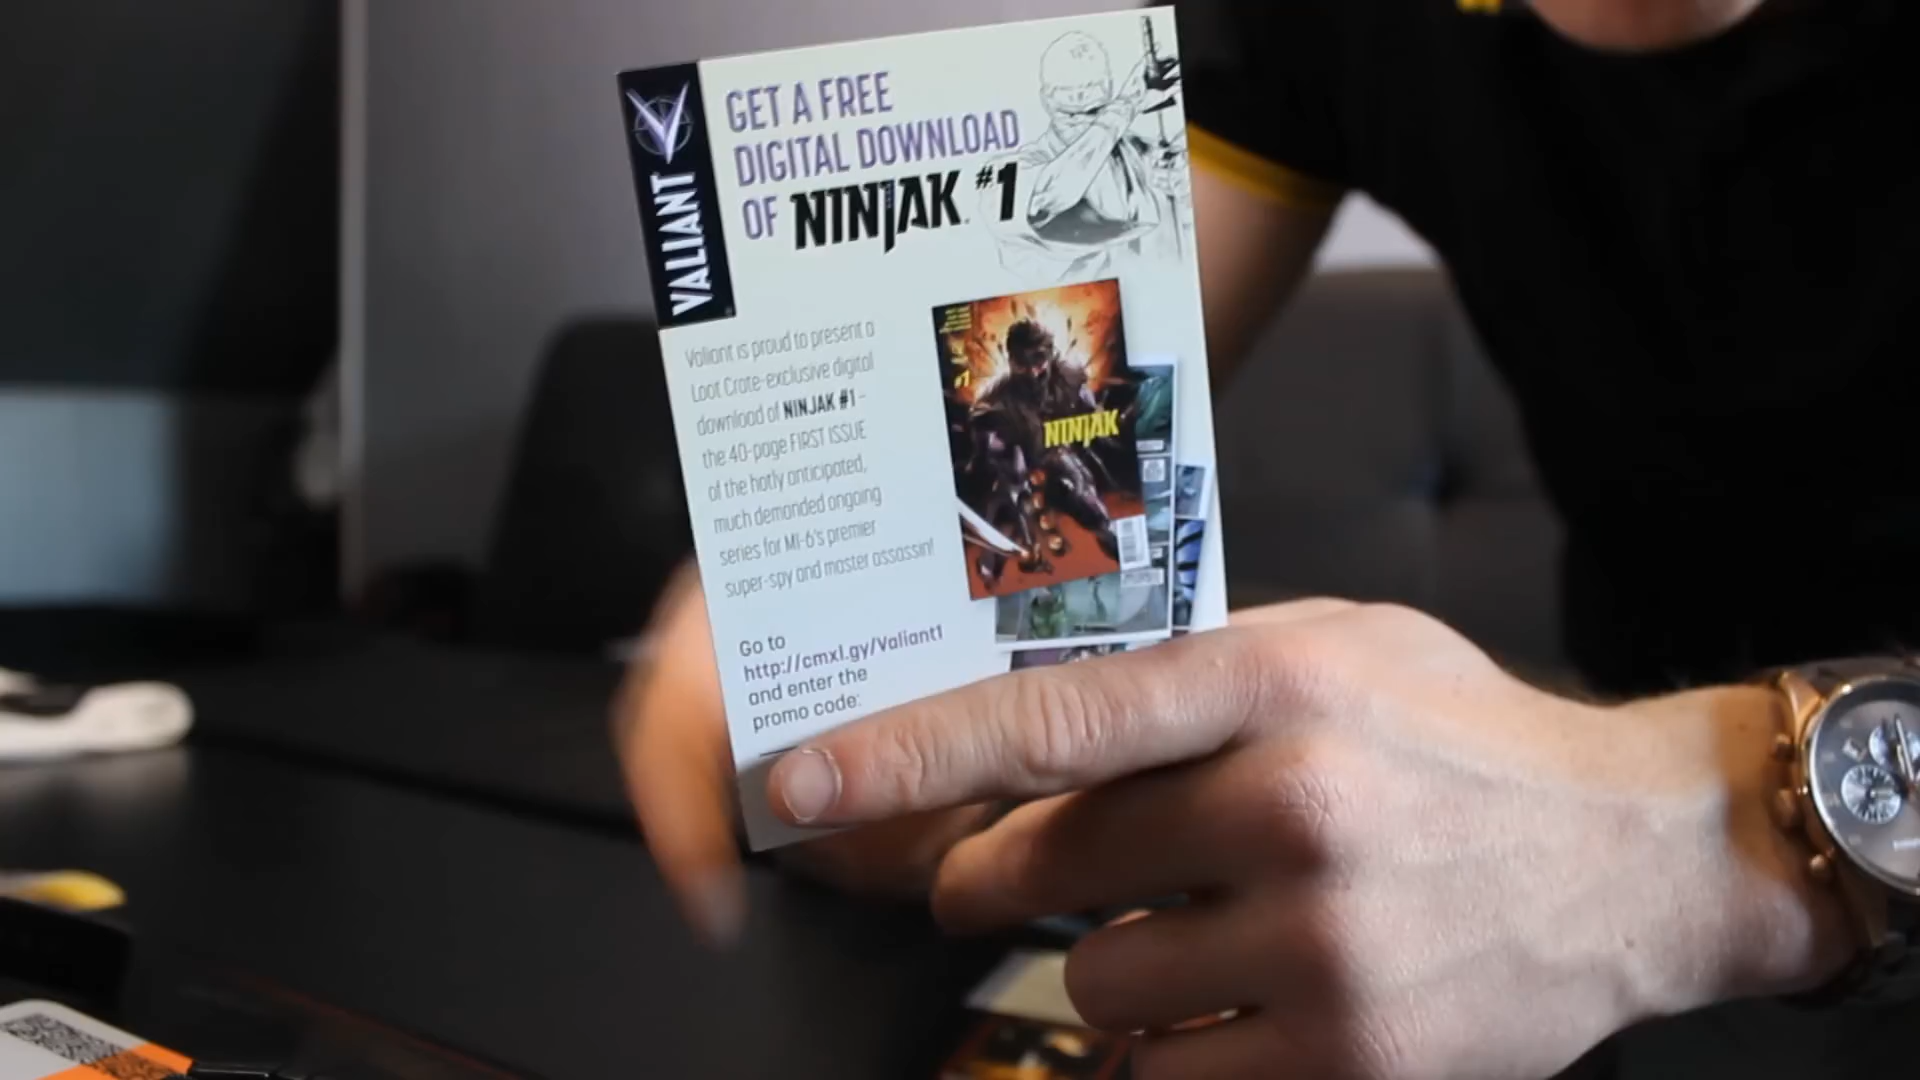 VALIANT
GET A FREE
DIGITAL DOWNLOAD
OF NINJAK #1
Valiant is proud to present a
Loot Crate-exclusive digital
download of NINJAK #1 –
the 40-page FIRST ISSUE
of the hotly anticipated,
much demanded ongoing
series for MI-6's premier
super-spy and master assassin!
#1
NINJAK
Go to
http://cmxl.gy/Valiant1
and enter the
promo code: